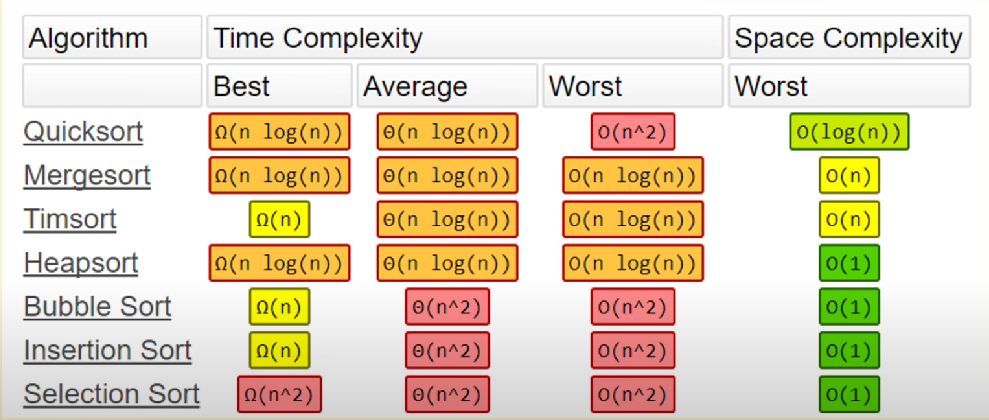 Algorithm Time Complexity Space Complexity
Best Average Worst Worst
Quicksort Ω(n log(n)) Θ(n log(n)) O(n^2) O(log(n))
Mergesort Ω(n log(n)) Θ(n log(n)) O(n log(n)) O(n)
Timsort Ω(n) Θ(n log(n)) O(n log(n)) O(n)
Heapsort Ω(n log(n)) Θ(n log(n)) O(n log(n)) O(1)
Bubble Sort Ω(n) Θ(n^2) O(n^2) O(1)
Insertion Sort Ω(n) Θ(n^2) O(n^2) O(1)
Selection Sort Ω(n^2) Θ(n^2) O(n^2) O(1)